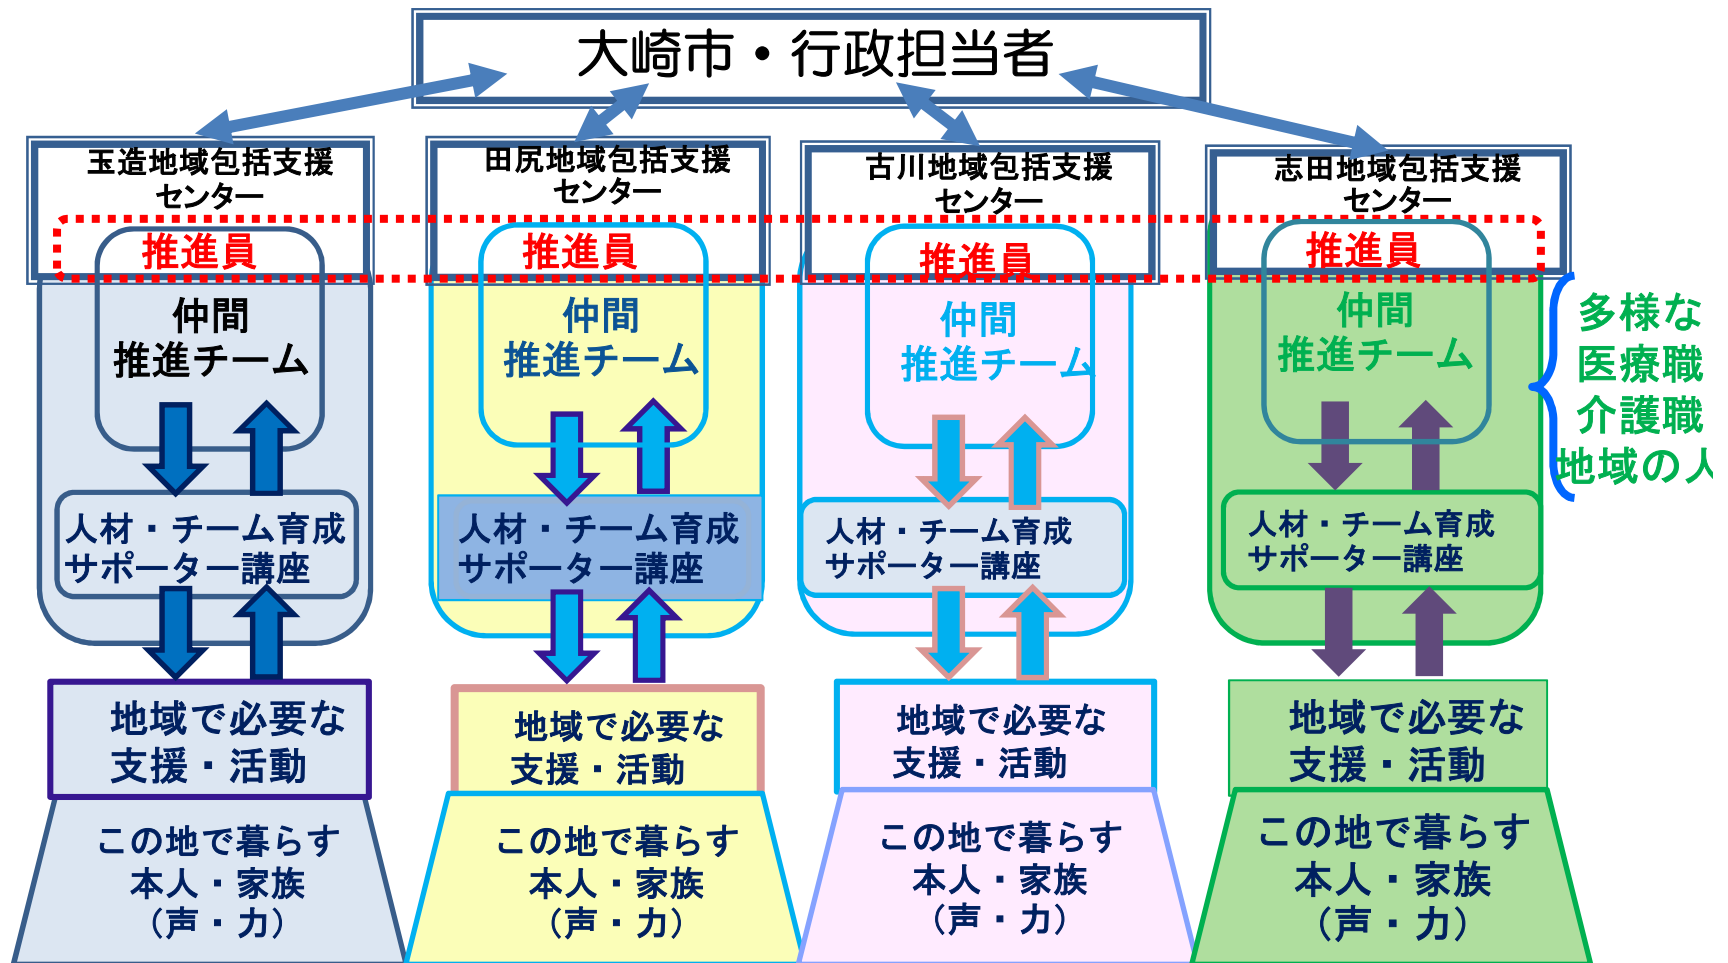 大崎市・行政担当者
玉造地域包括支援
センター
推進員
仲間
推進チーム
人材・チーム育成
サポーター講座
地域で必要な
支援・活動
この地で暮らす
本人・家族
（声・力）
田尻地域包括支援
センター
推進員
仲間
推進チーム
人材・チーム育成
サポーター講座
地域で必要な
支援・活動
この地で暮らす
本人・家族
（声・力）
古川地域包括支援
センター
推進員
仲間
推進チーム
人材・チーム育成
サポーター講座
地域で必要な
支援・活動
この地で暮らす
本人・家族
（声・力）
志田地域包括支援
センター
推進員
仲間
推進チーム
人材・チーム育成
サポーター講座
地域で必要な
支援・活動
この地で暮らす
本人・家族
（声・力）
多様な
医療職
介護職
地域の人